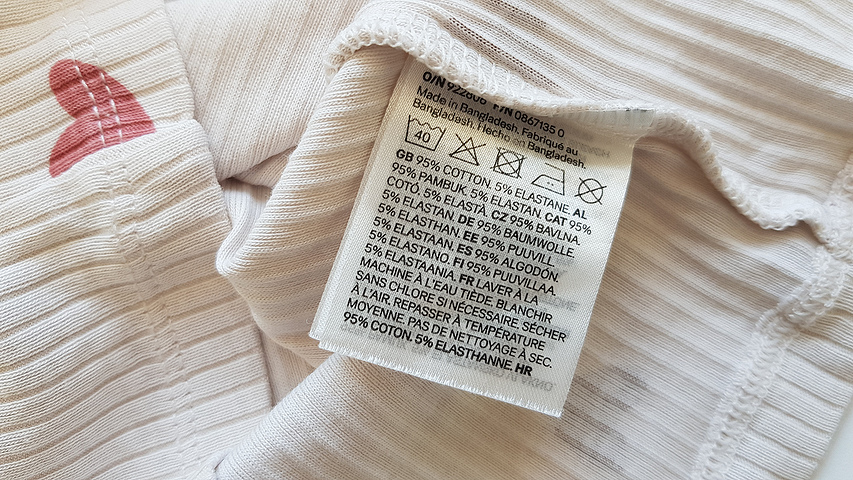 O/N 922606 F/N 0867135 0
Made in Bangladesh. Fabriqué au
Bangladesh. Hecho en Bangladesh.
40
GB 95% COTTON. 5% ELASTANE. AL
95% PAMBUK. 5% ELASTAN. CAT 95%
COTÓ. 5% ELASTÀ. CZ 95% BAVLNA.
5% ELASTAN. DE 95% BAUMWOLLE.
5% ELASTHAN. EE 95% PUUVILL.
5% ELASTAAN. ES 95% ALGODÓN.
5% ELASTANO. FI 95% PUUVILLAA.
5% ELASTAANIA. FR LAVER À LA
MACHINE À L'EAU TIÈDE. BLANCHIR
SANS CHLORE SI NÉCESSAIRE. SÉCHER
À L'AIR. REPASSER À TEMPÉRATURE
MOYENNE. PAS DE NETTOYAGE À SEC.
95% COTON. 5% ELASTHANNE. HR